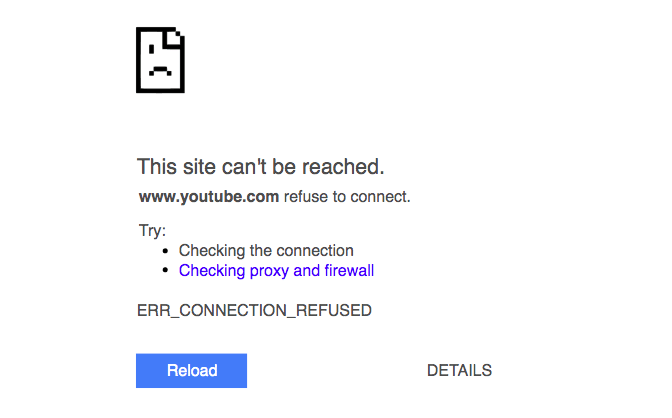 This site can't be reached.
www.youtube.com refuse to connect.
Try:
• Checking the connection
• Checking proxy and firewall
ERR_CONNECTION_REFUSED
Reload DETAILS